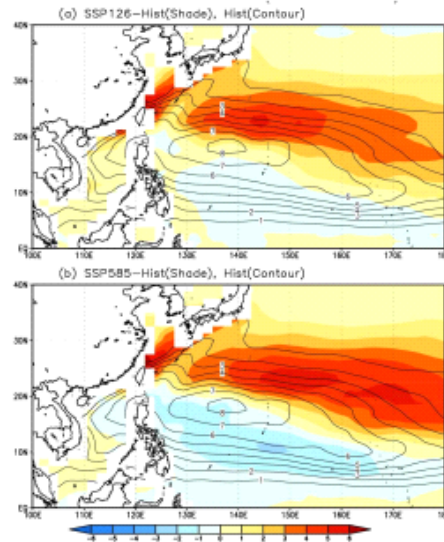 (a) SSP126-Hist(Shade), Hist(Contour)
40N
30N
20N
10N
EQ
100E 110E 120E 130E 140E 150E 160E 170E 180
(b) SSP585-Hist(Shade), Hist(Contour)
40N
30N
20N
10N
EQ
100E 110E 120E 130E 140E 150E 160E 170E 180
-6 -5 -4 -3 -2 -1 0 1 2 3 4 5 6